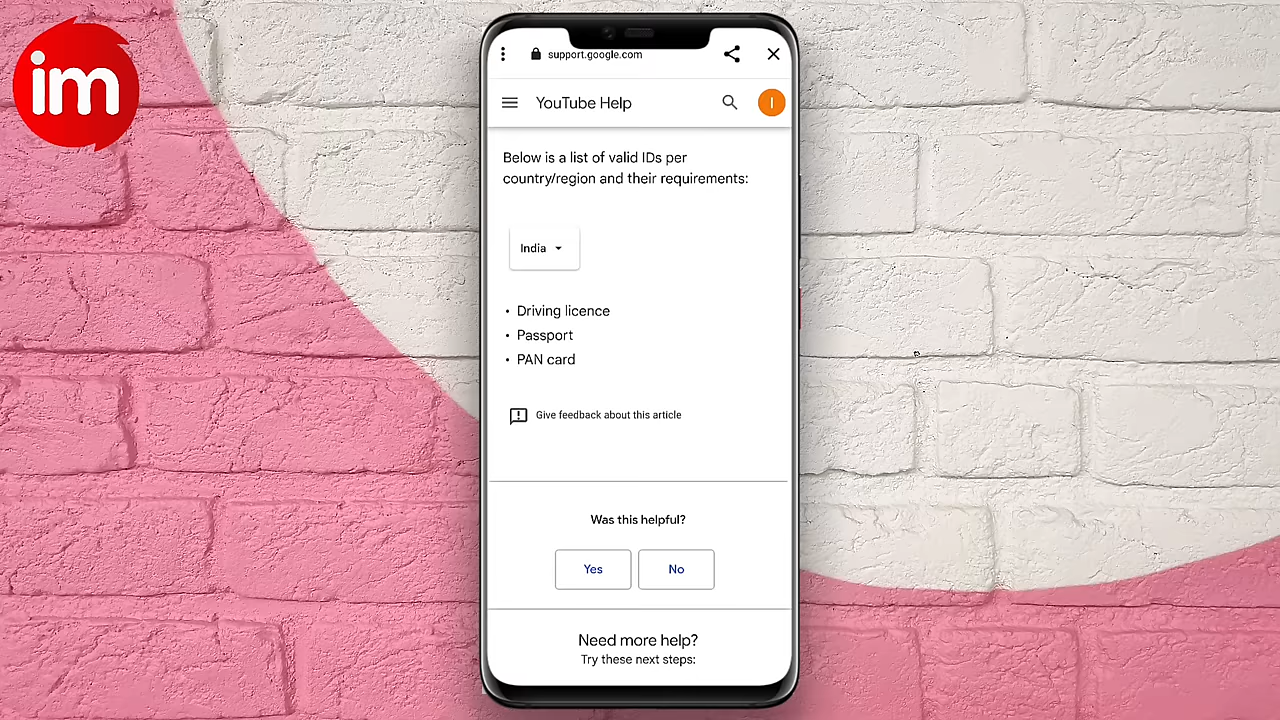 im
support.google.com
YouTube Help
I
Below is a list of valid IDs per
country/region and their requirements:
India
• Driving licence
• Passport
• PAN card
Give feedback about this article
Was this helpful?
Yes
No
Need more help?
Try these next steps: